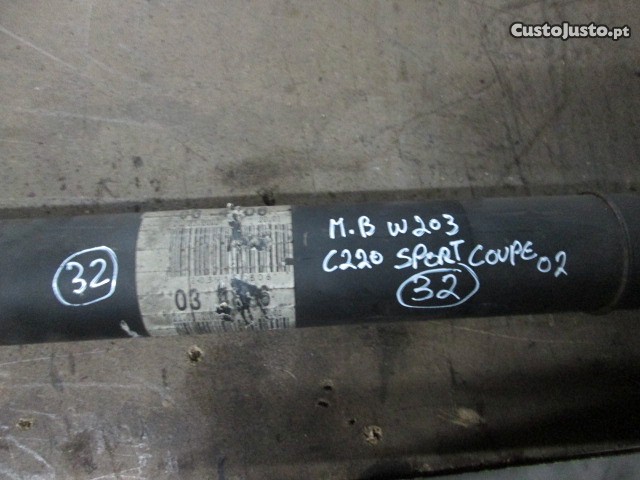 CustoJusto.pt
32
03
M.B W203
C220 SPORT COUPE 02
32